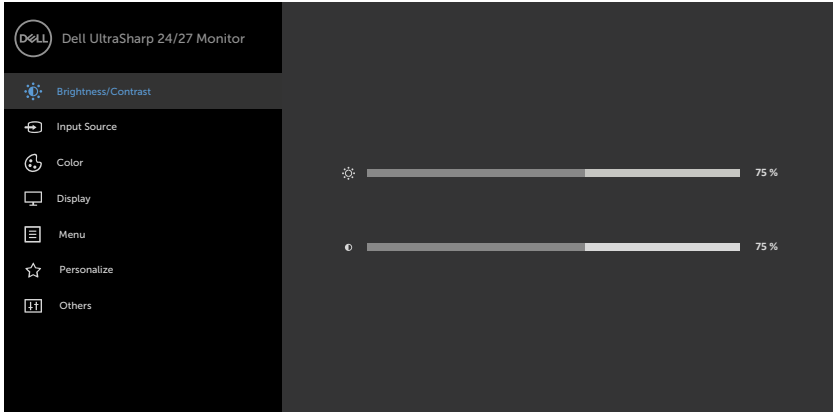 DELL Dell UltraSharp 24/27 Monitor
Brightness/Contrast
Input Source
Color
75 %
Display
Menu
75 %
Personalize
Others